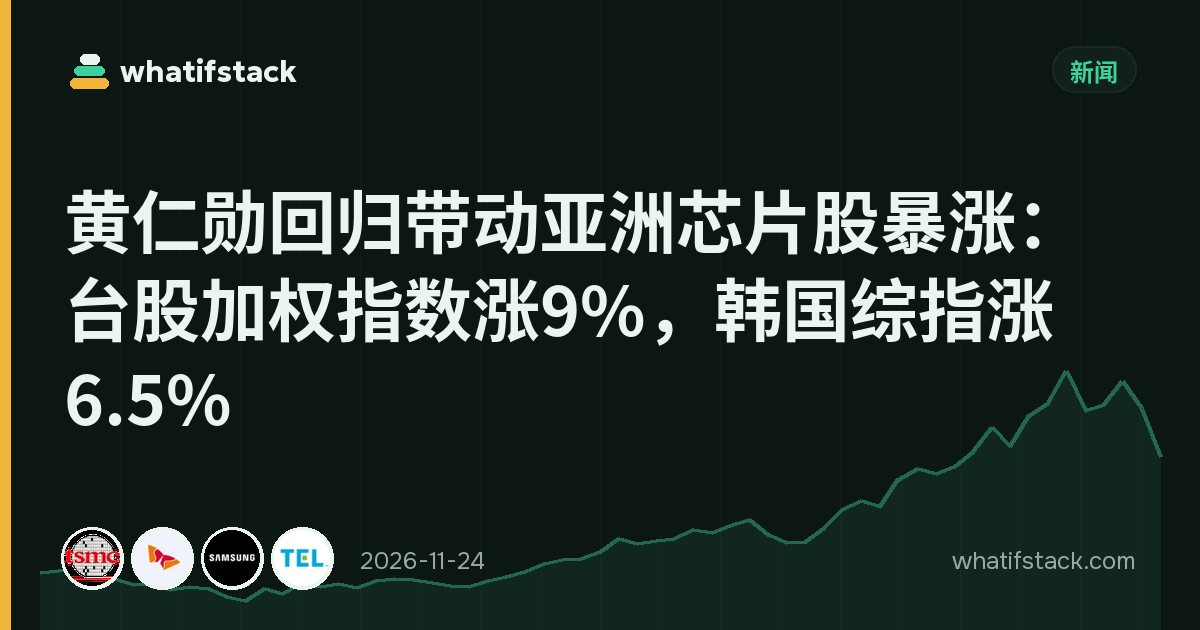 whatifstack
新闻
黄仁勋回归带动亚洲芯片股暴涨：
台股加权指数涨9%，韩国综指涨
6.5%
tsmc
SAMSUNG
TEL
2026-11-24
whatifstack.com